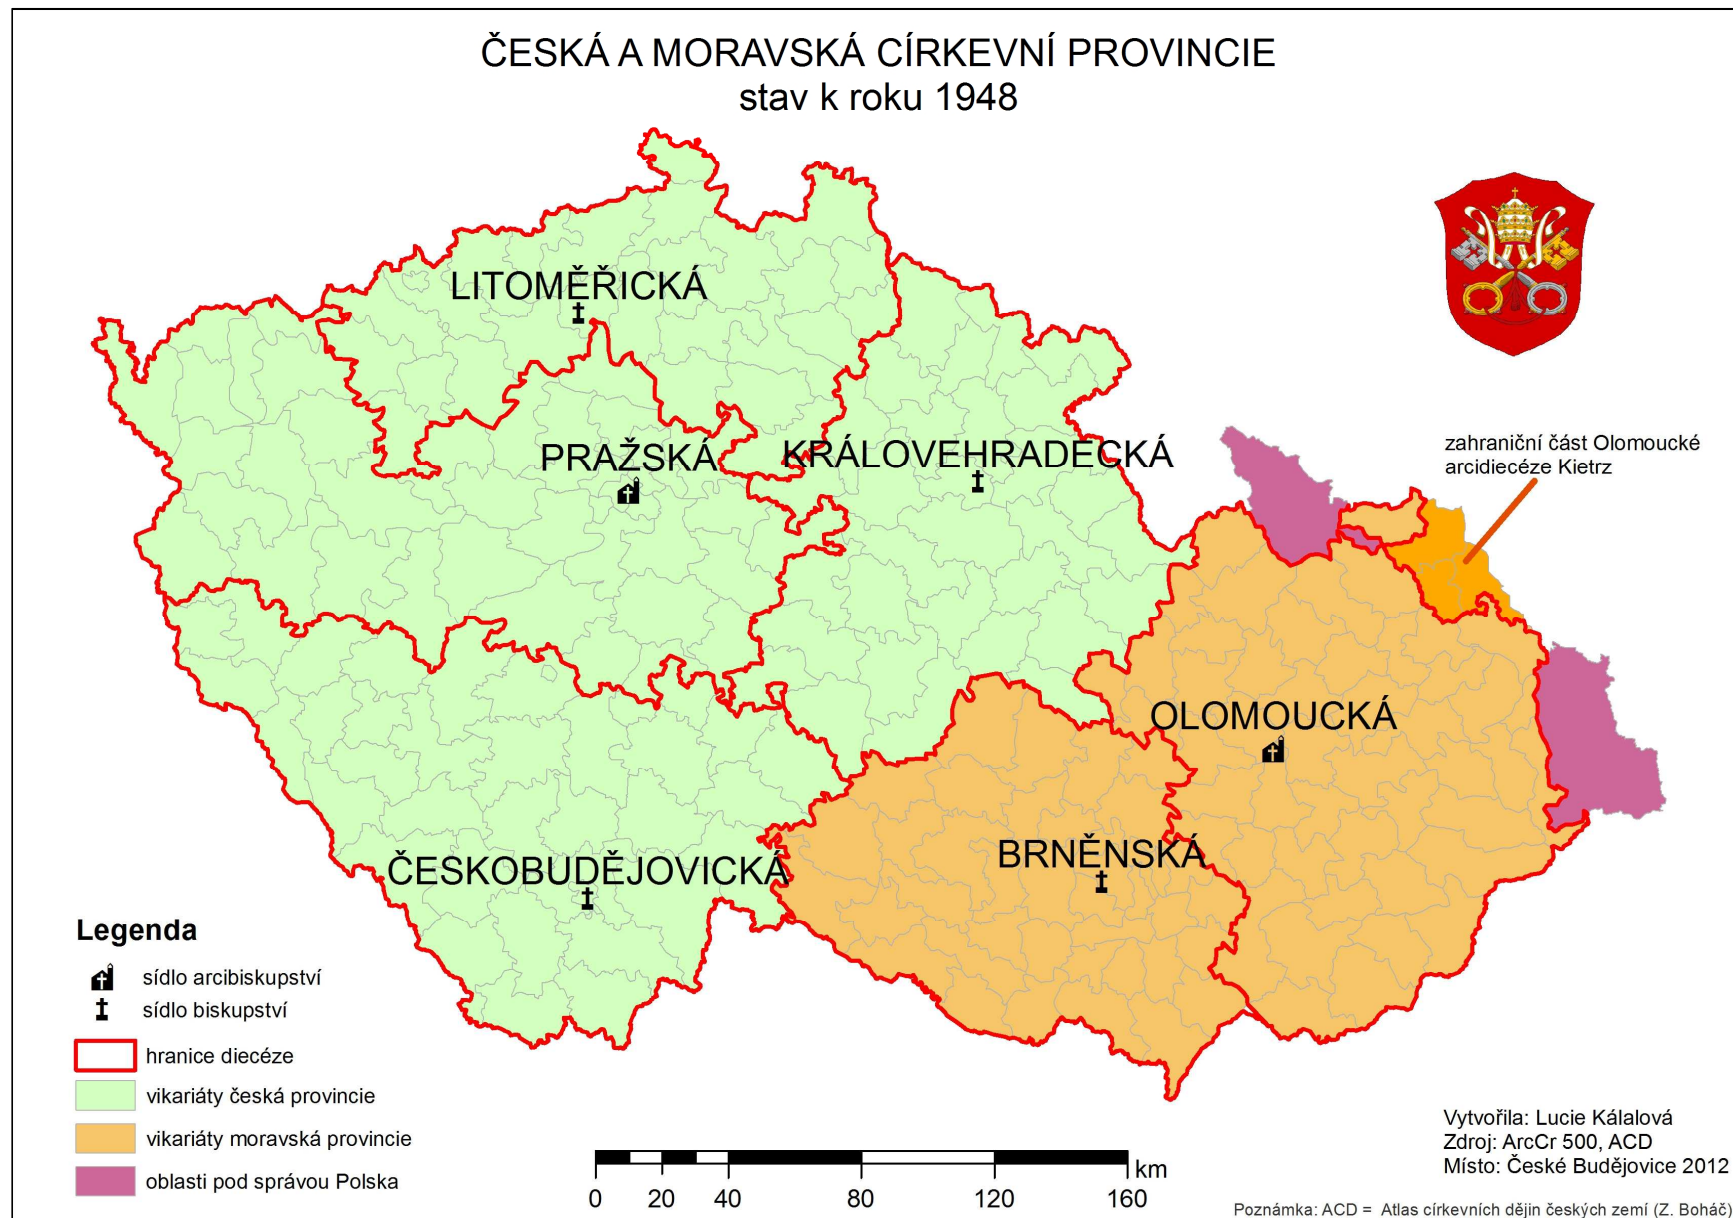 ČESKÁ A MORAVSKÁ CÍRKEVNÍ PROVINCIE
stav k roku 1948
LITOMĚŘICKÁ
PRAŽSKÁ
KRÁLOVEHRADECKÁ
zahraniční část Olomoucké
arcidiecéze Kietrz
OLOMOUCKÁ
BRNĚNSKÁ
ČESKOBUDĚJOVICKÁ
Legenda
sídlo arcibiskupství
sídlo biskupství
hranice diecéze
vikariáty česká provincie
vikariáty moravská provincie
oblasti pod správou Polska
km
0 20 40 80 120 160
Vytvořila: Lucie Kálalová
Zdroj: ArcCr 500, ACD
Místo: České Budějovice 2012
Poznámka: ACD = Atlas církevních dějin českých zemí (Z. Boháč)